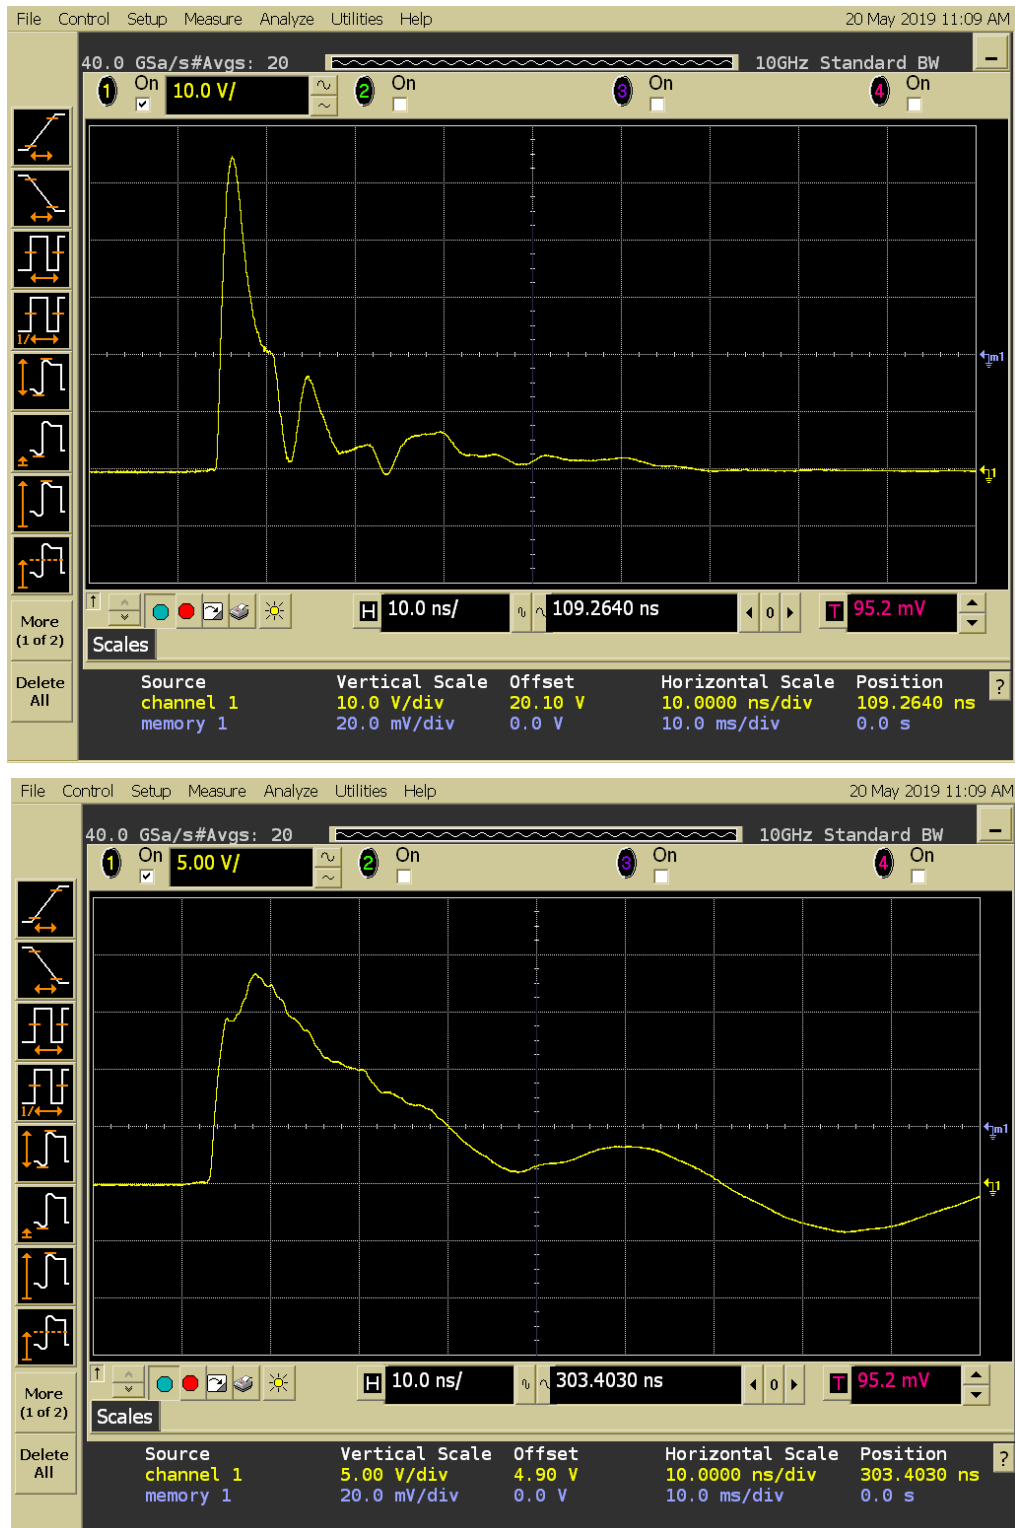 File Control Setup Measure Analyze Utilities Help 20 May 2019 11:09 AM
40.0 GSa/s #Avgs: 20 10GHz Standard BW
1 On 10.0 V/ 2 On 3 On 4 On
m1
1
1/
More
(1 of 2)
Delete
All
H 10.0 ns/ 109.2640 ns 0 T 95.2 mV
Scales
Source Vertical Scale Offset Horizontal Scale Position ?
channel 1 10.0 V/div 20.10 V 10.0000 ns/div 109.2640 ns
memory 1 20.0 mV/div 0.0 V 10.0 ms/div 0.0 s
File Control Setup Measure Analyze Utilities Help 20 May 2019 11:09 AM
40.0 GSa/s #Avgs: 20 10GHz Standard BW
1 On 5.00 V/ 2 On 3 On 4 On
m1
1
1/
More
(1 of 2)
Delete
All
H 10.0 ns/ 303.4030 ns 0 T 95.2 mV
Scales
Source Vertical Scale Offset Horizontal Scale Position ?
channel 1 5.00 V/div 4.90 V 10.0000 ns/div 303.4030 ns
memory 1 20.0 mV/div 0.0 V 10.0 ms/div 0.0 s